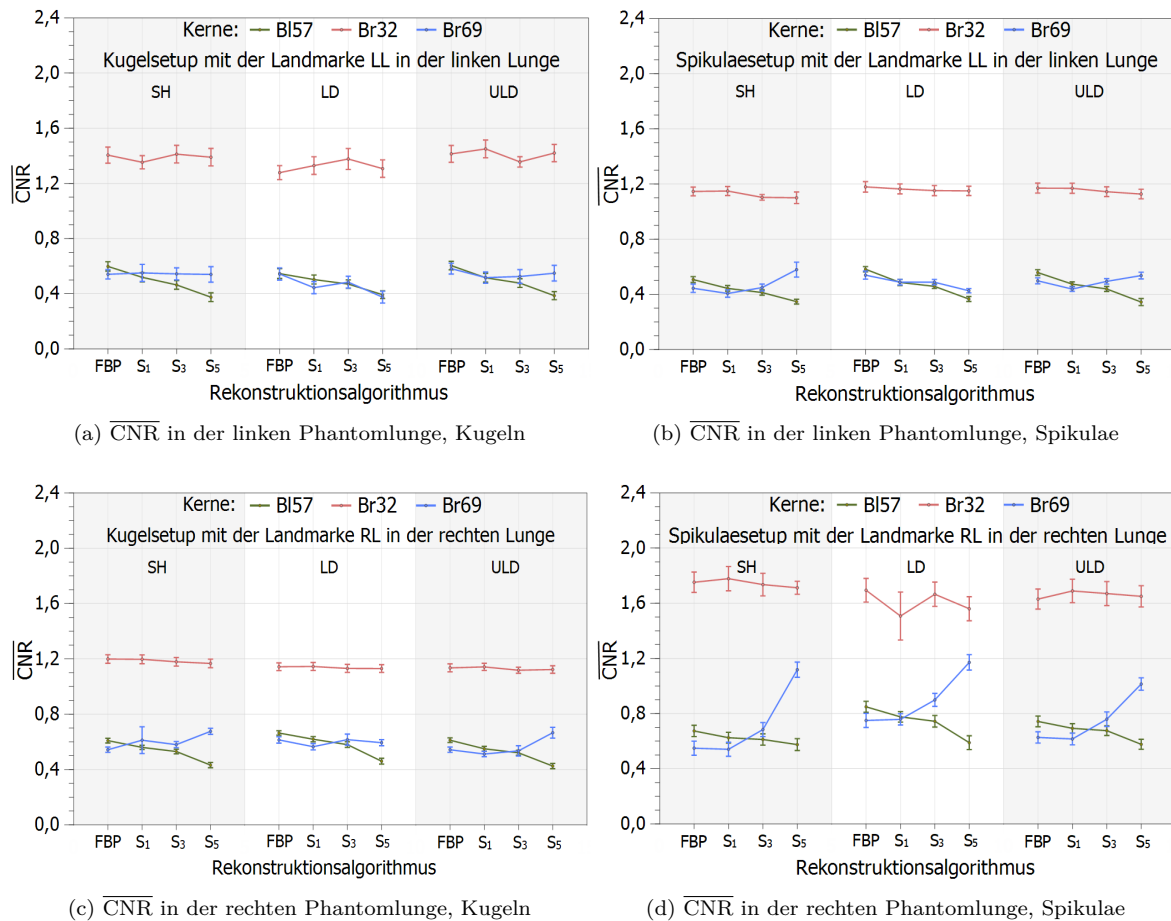 2,4
2,0
1,6
1,2
0,8
0,4
0,0
CNR
Kerne: Bl57 Br32 Br69
Kugelsetup mit der Landmarke LL in der linken Lunge
SH LD ULD
FBP S₁ S₃ S₅ FBP S₁ S₃ S₅ FBP S₁ S₃ S₅
Rekonstruktionsalgorithmus
(a) CNR in der linken Phantomlunge, Kugeln
2,4
2,0
1,6
1,2
0,8
0,4
0,0
CNR
Kerne: Bl57 Br32 Br69
Spikulaesetup mit der Landmarke LL in der linken Lunge
SH LD ULD
FBP S₁ S₃ S₅ FBP S₁ S₃ S₅ FBP S₁ S₃ S₅
Rekonstruktionsalgorithmus
(b) CNR in der linken Phantomlunge, Spikulae
2,4
2,0
1,6
1,2
0,8
0,4
0,0
CNR
Kerne: Bl57 Br32 Br69
Kugelsetup mit der Landmarke RL in der rechten Lunge
SH LD ULD
FBP S₁ S₃ S₅ FBP S₁ S₃ S₅ FBP S₁ S₃ S₅
Rekonstruktionsalgorithmus
(c) CNR in der rechten Phantomlunge, Kugeln
2,4
2,0
1,6
1,2
0,8
0,4
0,0
CNR
Kerne: Bl57 Br32 Br69
Spikulaesetup mit der Landmarke RL in der rechten Lunge
SH LD ULD
FBP S₁ S₃ S₅ FBP S₁ S₃ S₅ FBP S₁ S₃ S₅
Rekonstruktionsalgorithmus
(d) CNR in der rechten Phantomlunge, Spikulae